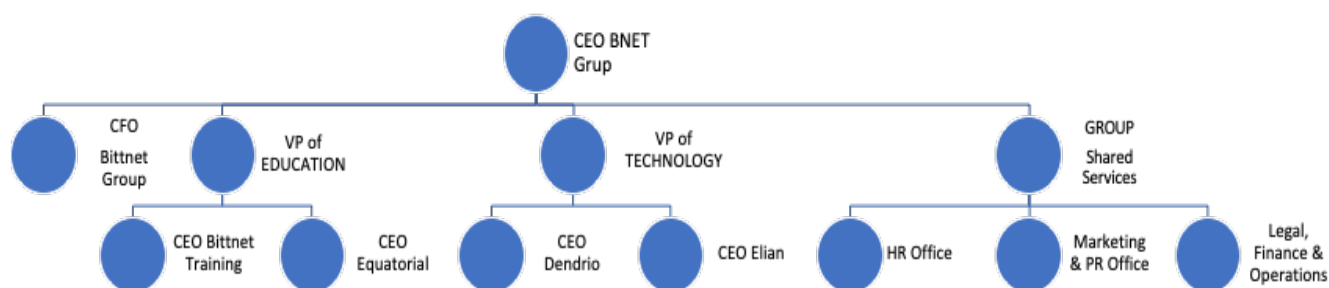 CEO BNET
Grup
CFO
Bittnet
Group
VP of
EDUCATION
VP of
TECHNOLOGY
GROUP
Shared
Services
CEO Bittnet
Training
CEO
Equatorial
CEO
Dendrio
CEO Elian
HR Office
Marketing
& PR Office
Legal,
Finance &
Operations